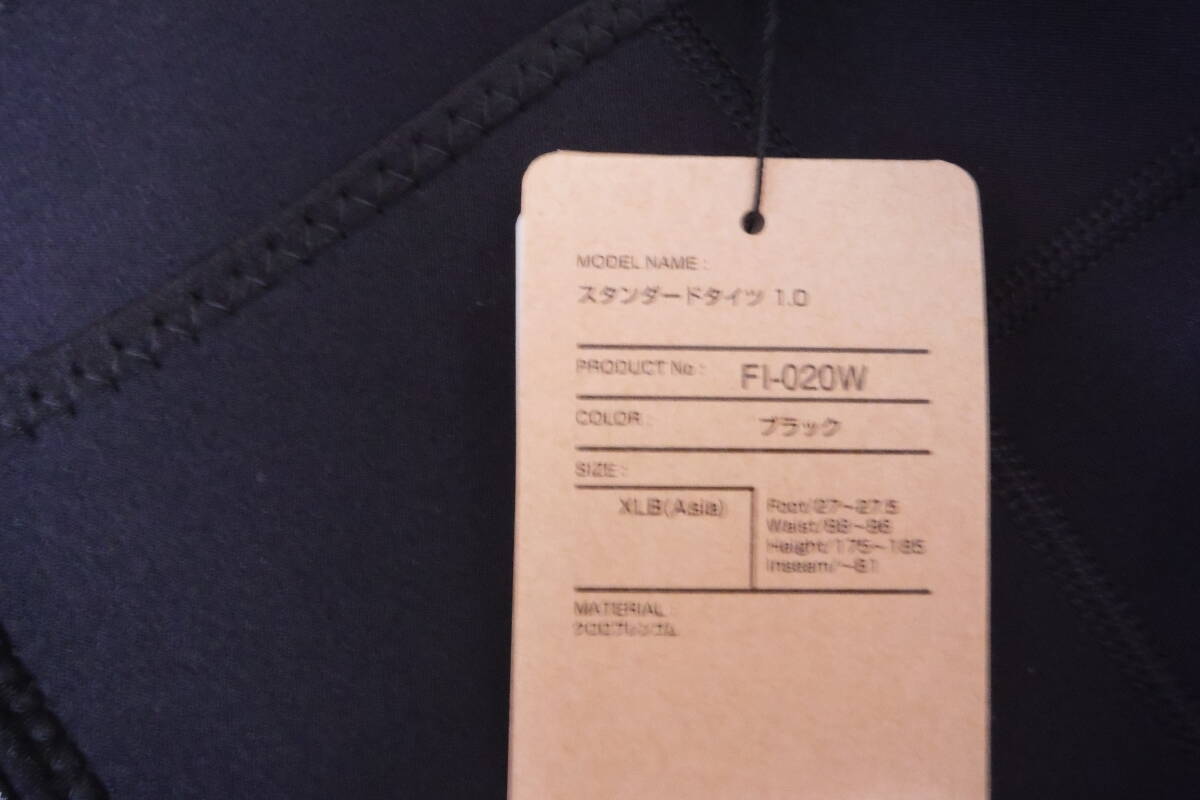 MODEL NAME :
スタンダードタイツ 1.0
PRODUCT No : FI-020W
COLOR : ブラック
SIZE :
XLB(Asia)
Foot/27～27.5
Waist/88～96
Height/175～185
Inseam/～81
MATERIAL :
クロロプレンゴム